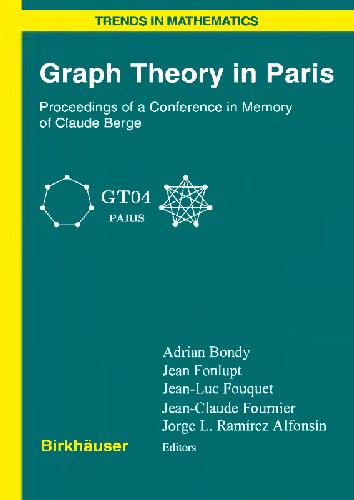 TRENDS IN MATHEMATICS
Graph Theory in Paris
Proceedings of a Conference in Memory
of Claude Berge
GT04
PARIS
Adrian Bondy
Jean Fonlupt
Jean-Luc Fouquet
Jean-Claude Fournier
Jorge L. Ramírez Alfonsín
Birkhäuser
Editors